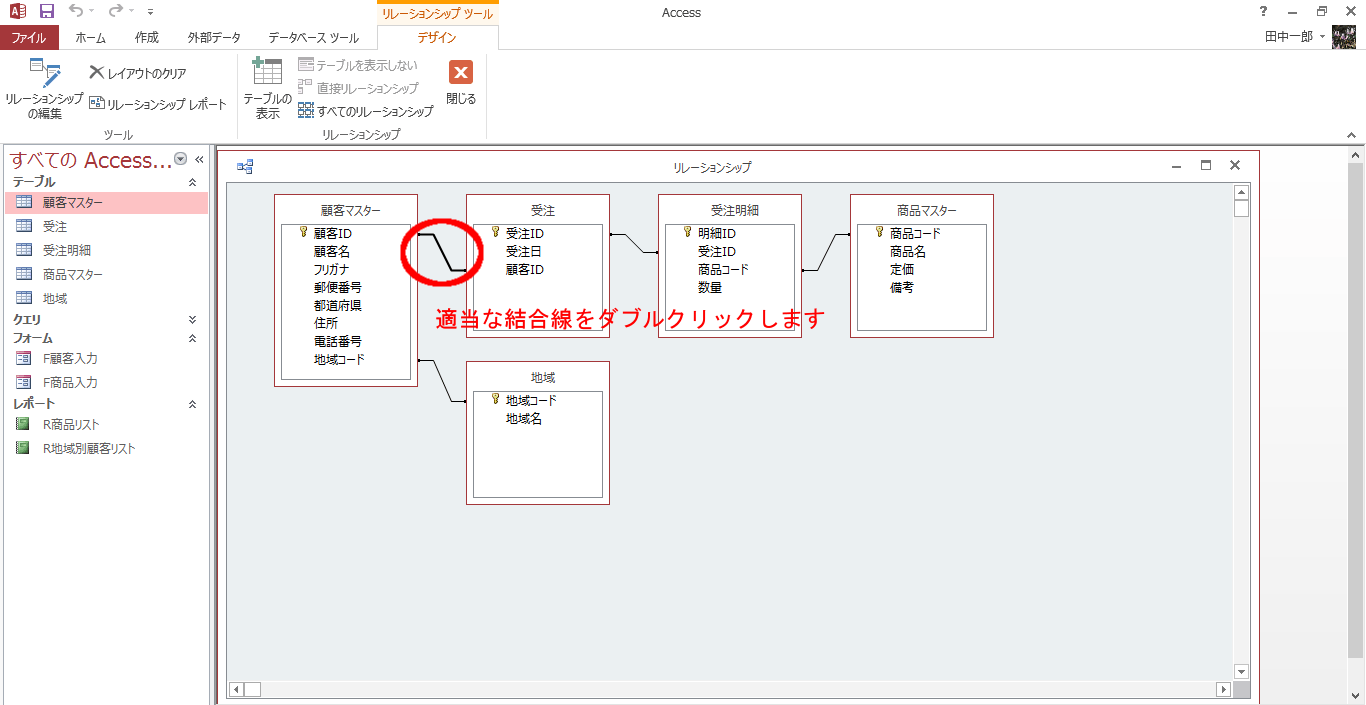 リレーションシップ ツール
Access
?
ファイル
ホーム
作成
外部データ
データベース ツール
デザイン
田中一郎
リレーションシップ
の編集
レイアウトのクリア
リレーションシップ レポート
ツール
テーブルの
表示
テーブルを表示しない
直接リレーションシップ
すべてのリレーションシップ
閉じる
リレーションシップ
すべての Access...
テーブル
顧客マスター
受注
受注明細
商品マスター
地域
クエリ
フォーム
F顧客入力
F商品入力
レポート
R商品リスト
R地域別顧客リスト
リレーションシップ
顧客マスター
顧客ID
顧客名
フリガナ
郵便番号
都道府県
住所
電話番号
地域コード
受注
受注ID
受注日
顧客ID
受注明細
明細ID
受注ID
商品コード
数量
商品マスター
商品コード
商品名
定価
備考
適当な結合線をダブルクリックします
地域
地域コード
地域名